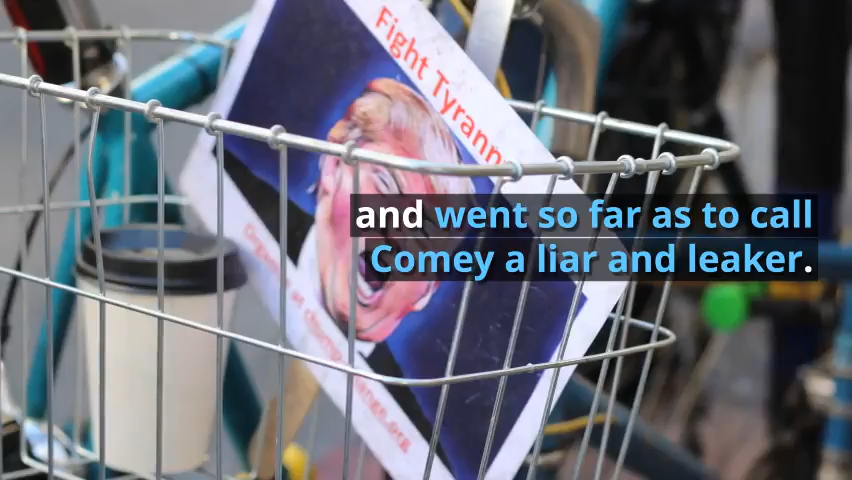 Fight Tyrann
and went so far as to call
Comey a liar and leaker.